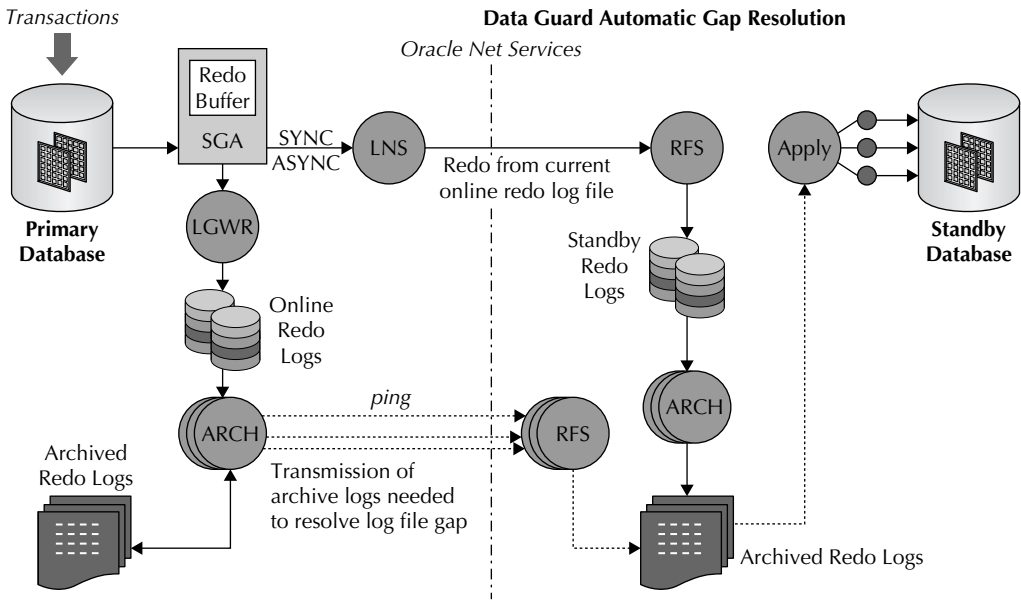 Transactions
Data Guard Automatic Gap Resolution
Oracle Net Services
Redo
Buffer
SGA
SYNC
ASYNC
LNS
RFS
Apply
Redo from current
online redo log file
Primary
Database
LGWR
Standby
Redo
Logs
Standby
Database
Online
Redo
Logs
ping
ARCH
RFS
ARCH
Archived
Redo Logs
Transmission of
archive logs needed
to resolve log file gap
Archived Redo Logs